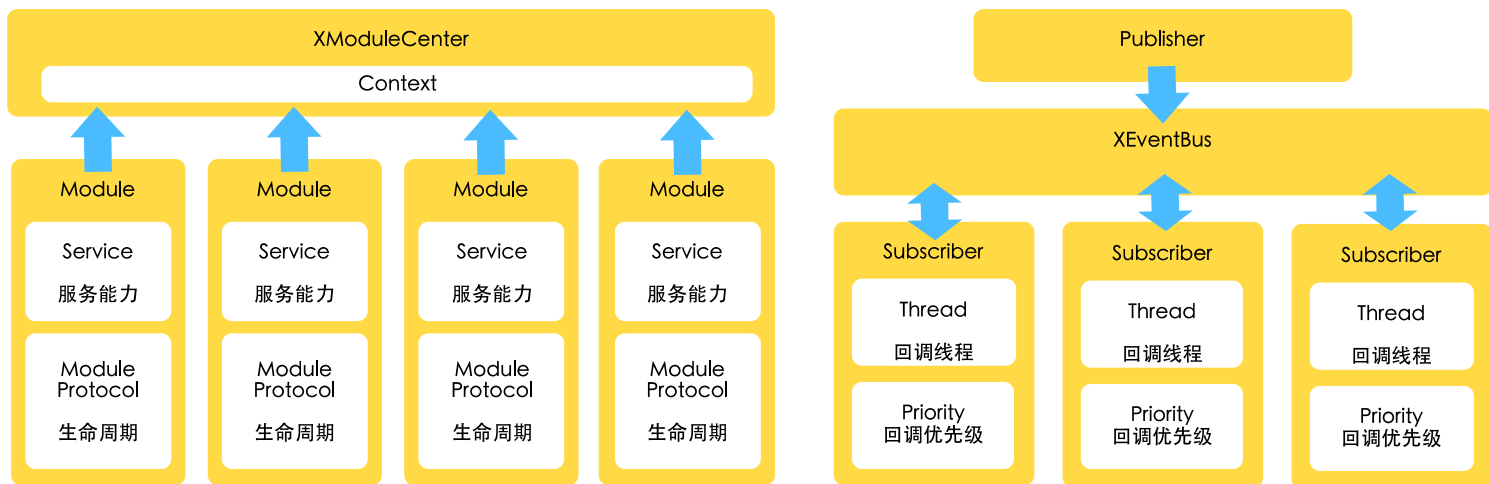 XModuleCenter
Context
Module
Service
服务能力
Module
Protocol
生命周期
Module
Service
服务能力
Module
Protocol
生命周期
Module
Service
服务能力
Module
Protocol
生命周期
Module
Service
服务能力
Module
Protocol
生命周期
Publisher
XEventBus
Subscriber
Thread
回调线程
Priority
回调优先级
Subscriber
Thread
回调线程
Priority
回调优先级
Subscriber
Thread
回调线程
Priority
回调优先级